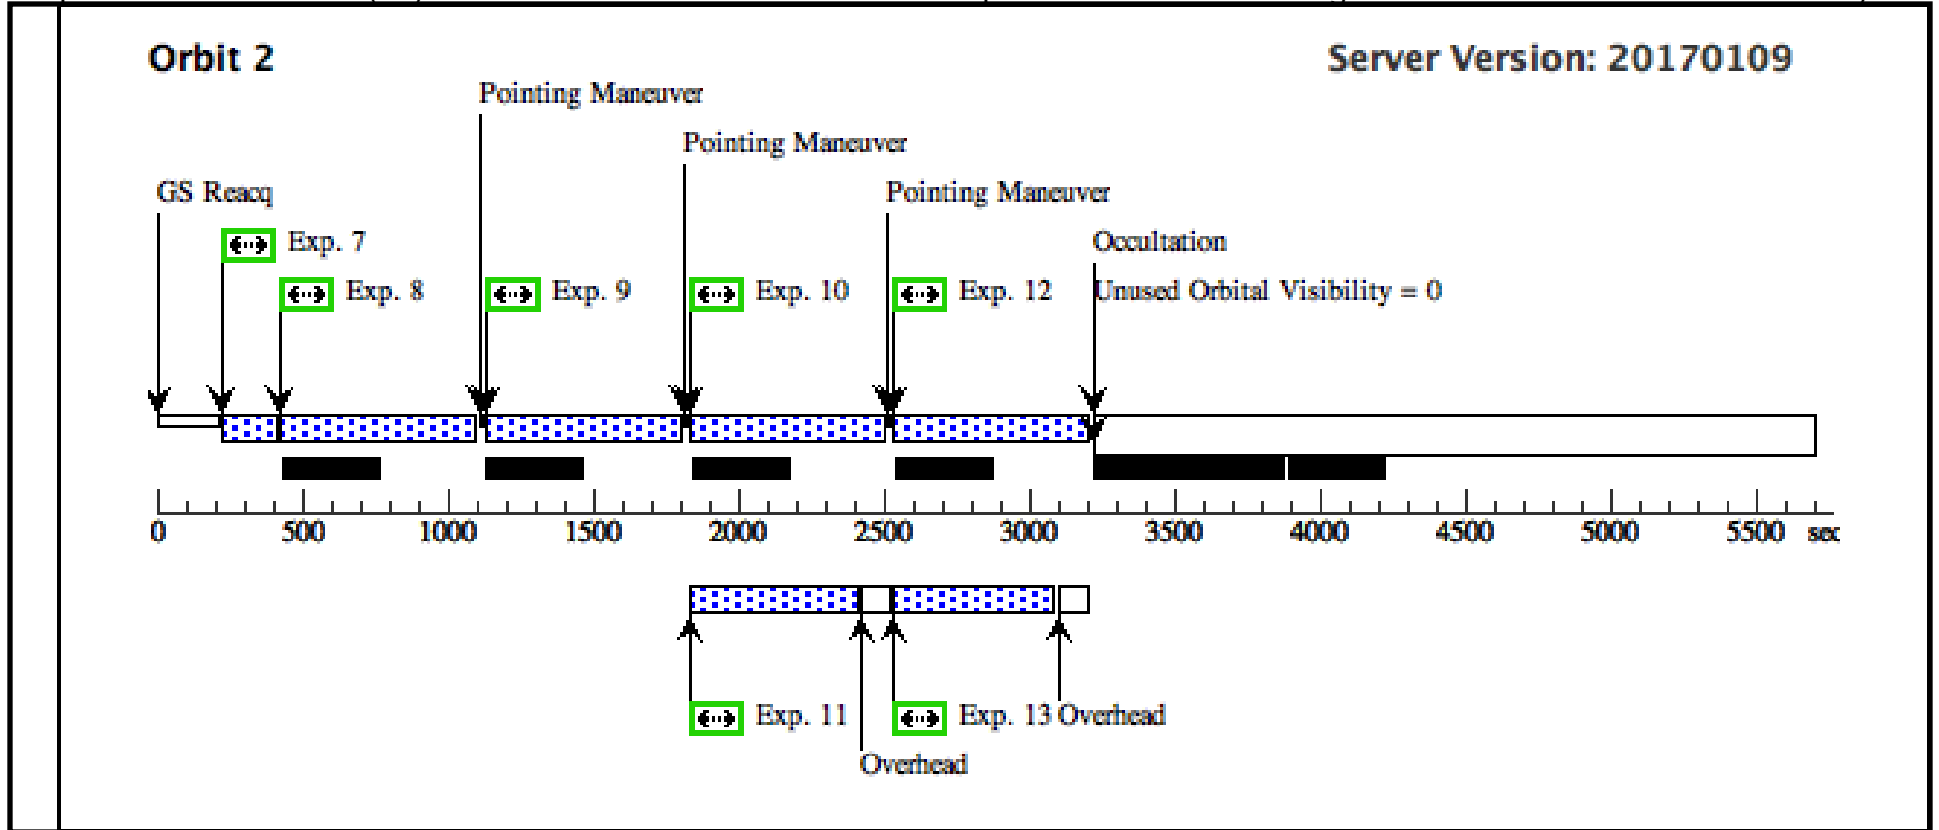 Orbit 2
Server Version: 20170109
Pointing Maneuver
Pointing Maneuver
GS Reacq
Pointing Maneuver
Exp. 7
Occultation
Exp. 8
Exp. 9
Exp. 10
Exp. 12
Unused Orbital Visibility = 0
0 500 1000 1500 2000 2500 3000 3500 4000 4500 5000 5500 sec
Exp. 11
Exp. 13
Overhead
Overhead